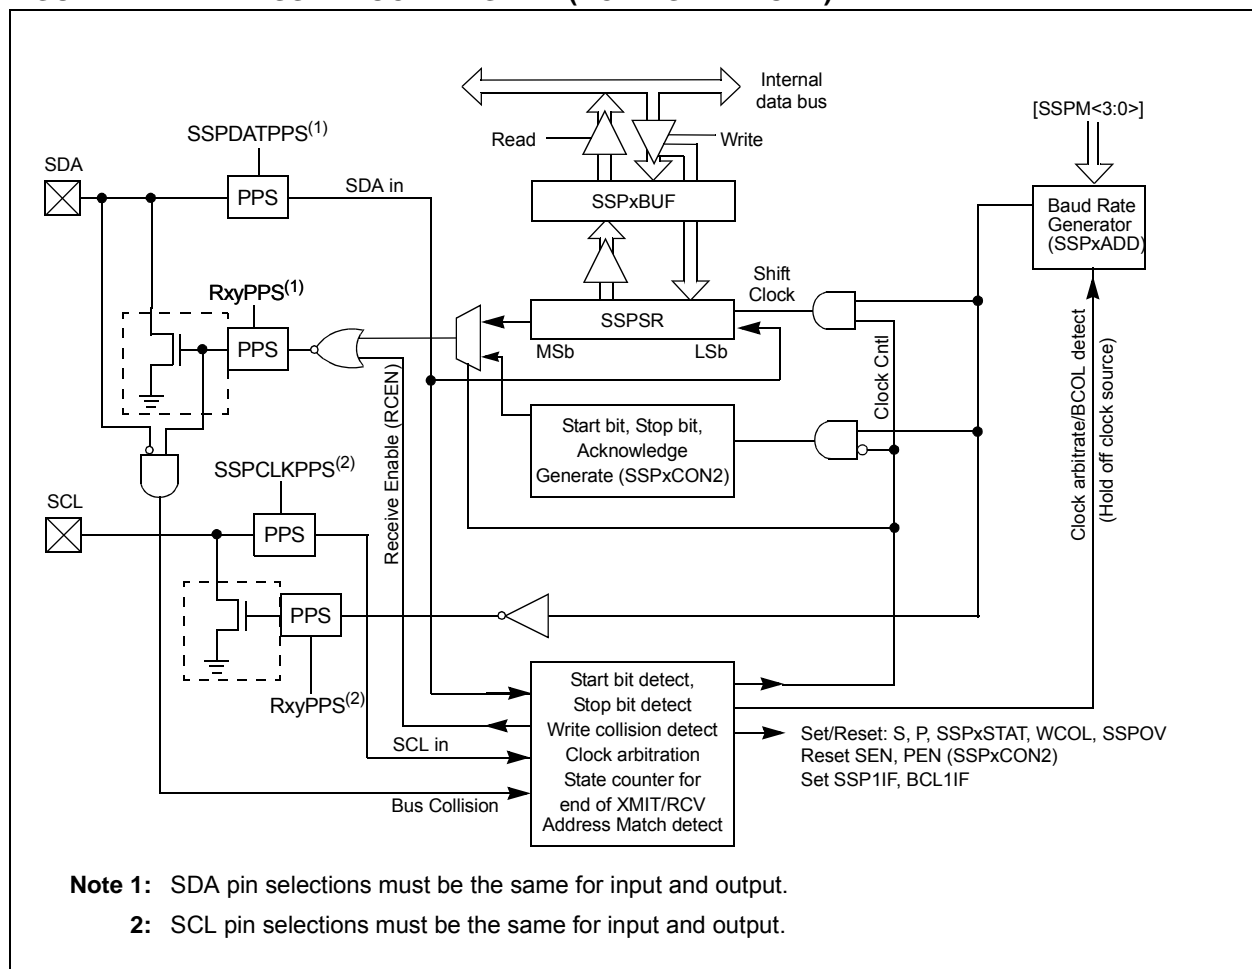 Internal
data bus
[SSPM<3:0>]
SSPDATPPS(1)
Read
Write
SDA
PPS
SDA in
SSPxBUF
Baud Rate
Generator
(SSPxADD)
RxyPPS(1)
Shift
Clock
PPS
SSPSR
MSb
LSb
Clock Cntl
Clock arbitrate/BCOL detect
(Hold off clock source)
Receive Enable (RCEN)
Start bit, Stop bit,
Acknowledge
Generate (SSPxCON2)
SSPCLKPPS(2)
SCL
PPS
PPS
RxyPPS(2)
Start bit detect,
Stop bit detect
Write collision detect
Clock arbitration
State counter for
end of XMIT/RCV
Address Match detect
SCL in
Bus Collision
Set/Reset: S, P, SSPxSTAT, WCOL, SSPOV
Reset SEN, PEN (SSPxCON2)
Set SSP1IF, BCL1IF
Note 1: SDA pin selections must be the same for input and output.
2: SCL pin selections must be the same for input and output.